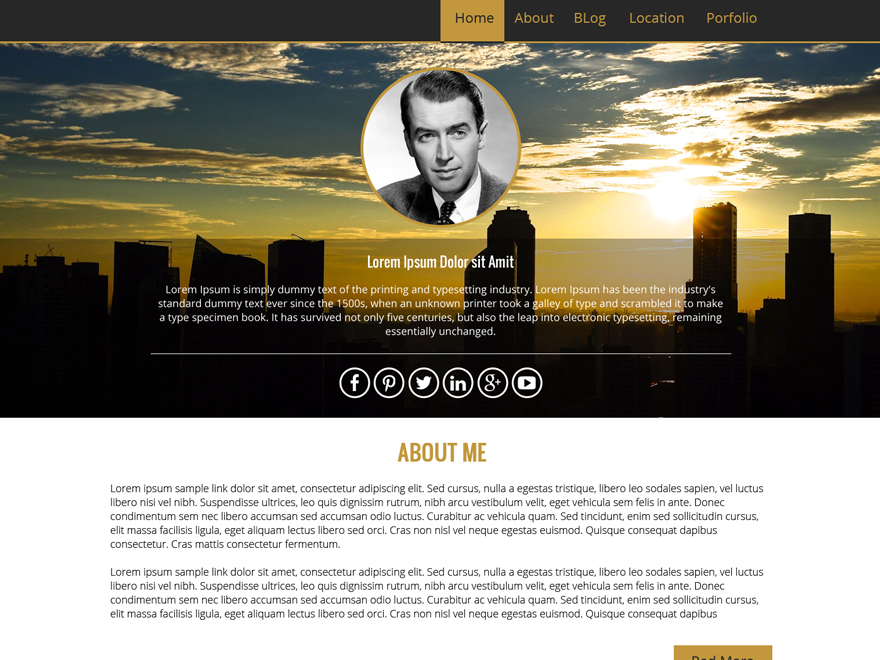 Home About BLog Location Porfolio
Lorem Ipsum Dolor sit Amit
Lorem Ipsum is simply dummy text of the printing and typesetting industry. Lorem Ipsum has been the industry's
standard dummy text ever since the 1500s, when an unknown printer took a galley of type and scrambled it to make
a type specimen book. It has survived not only five centuries, but also the leap into electronic typesetting, remaining
essentially unchanged.
ABOUT ME
Lorem ipsum sample link dolor sit amet, consectetur adipiscing elit. Sed cursus, nulla a egestas tristique, libero leo sodales sapien, vel luctus
libero nisi vel nibh. Suspendisse ultrices, leo quis dignissim rutrum, nibh arcu vestibulum velit, eget vehicula sem felis in ante. Donec
condimentum sem nec libero accumsan sed accumsan odio luctus. Curabitur ac vehicula quam. Sed tincidunt, enim sed sollicitudin cursus,
elit massa facilisis ligula, eget aliquam lectus libero sed orci. Cras non nisl vel neque egestas euismod. Quisque consequat dapibus
consectetur. Cras mattis consectetur fermentum.
Lorem ipsum sample link dolor sit amet, consectetur adipiscing elit. Sed cursus, nulla a egestas tristique, libero leo sodales sapien, vel luctus
libero nisi vel nibh. Suspendisse ultrices, leo quis dignissim rutrum, nibh arcu vestibulum velit, eget vehicula sem felis in ante. Donec
condimentum sem nec libero accumsan sed accumsan odio luctus. Curabitur ac vehicula quam. Sed tincidunt, enim sed sollicitudin cursus,
elit massa facilisis ligula, eget aliquam lectus libero sed orci. Cras non nisl vel neque egestas euismod. Quisque consequat dapibus
Red More